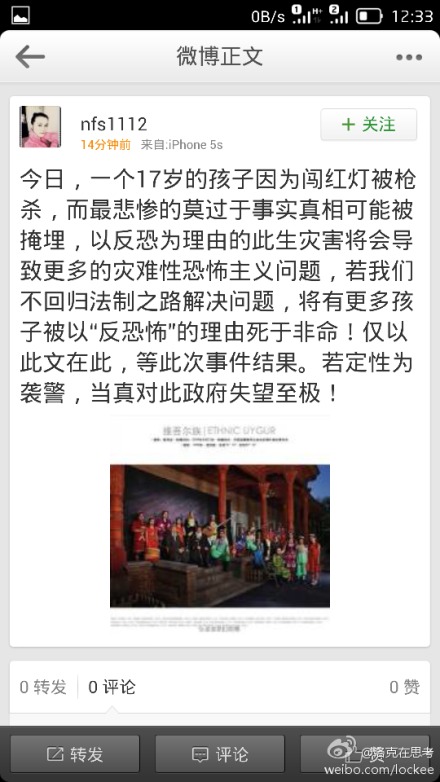 0B/s 1 H+ 2 12:33
微博正文
nfs1112
+ 关注
14分钟前 来自:iPhone 5s
今日，一个17岁的孩子因为闯红灯被枪
杀，而最悲惨的莫过于事实真相可能被
掩埋，以反恐为理由的此生灾害将会导
致更多的灾难性恐怖主义问题，若我们
不回归法制之路解决问题，将有更多孩
子被以“反恐怖”的理由死于非命！仅以
此文在此，等此次事件结果。若定性为
袭警，当真对此政府失望至极！
维吾尔族 | ETHNIC UYGUR
0 转发 0 评论 0 赞
转发 评论 赞
@洛克在思考
weibo.com/lockee